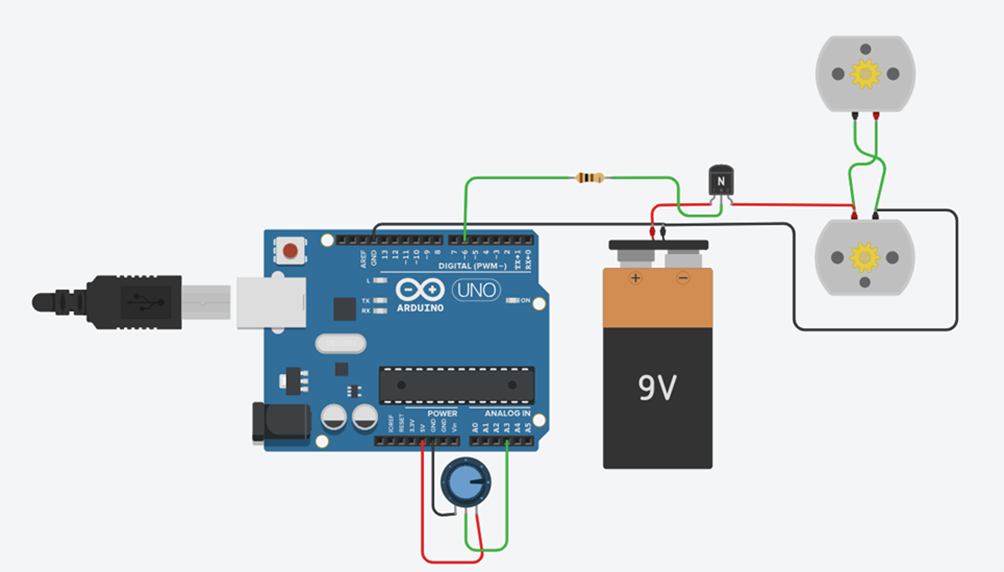 N
AREF
GND
13
12
~11
~10
~9
8
7
~6
~5
4
~3
2
TX→1
RX←0
DIGITAL (PWM~)
L
TX
RX
UNO
ON
ARDUINO
+ −
9V
POWER
ANALOG IN
IOREF
RESET
3.3V
5V
GND
GND
Vin
A0
A1
A2
A3
A4
A5